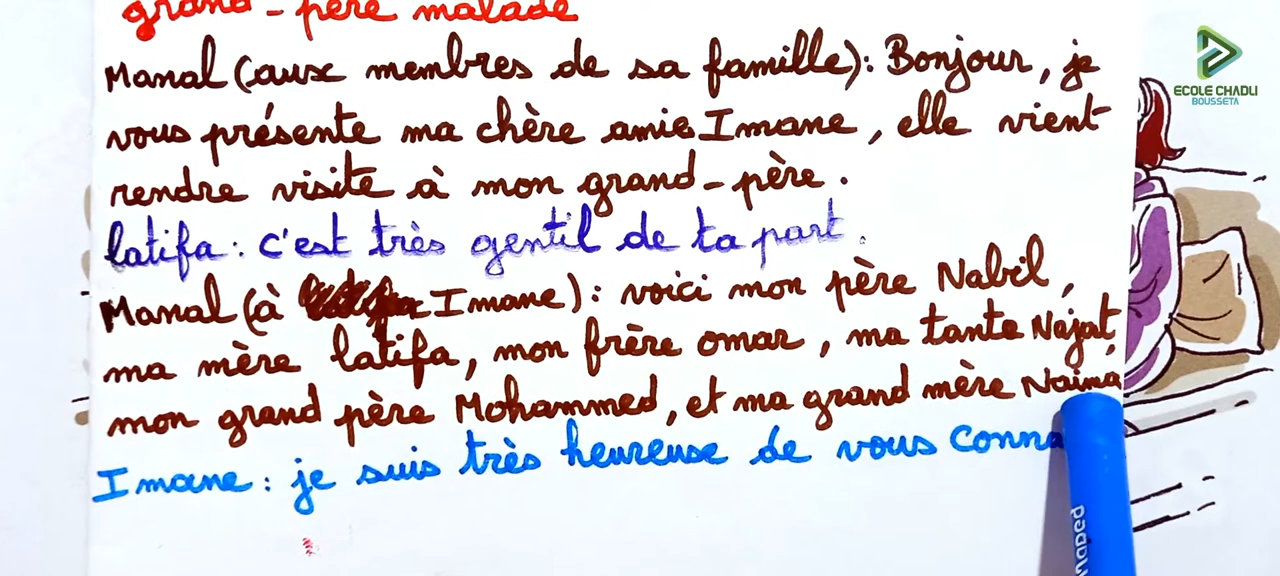 grand-père malade
Manal (aux membres de sa famille): Bonjour, je
vous présente ma chère amie Imane, elle vient
rendre visite à mon grand-père.
latifa: c'est très gentil de ta part.
Manal (à Imane): voici mon père Nabil,
ma mère latifa, mon frère omar, ma tante Najat,
mon grand père Mohammed, et ma grand mère Naima
Imane: je suis très heureuse de vous conna
ECOLE CHADLI
BOUSSETA